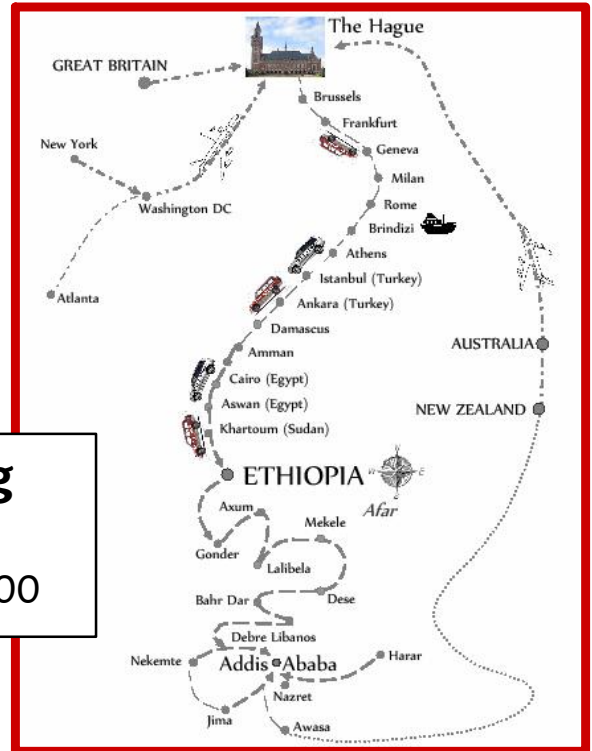 The Hague
GREAT BRITAIN
Brussels
Frankfurt
New York
Geneva
Milan
Washington DC
Rome
Brindizi
Athens
Istanbul (Turkey)
Atlanta
Ankara (Turkey)
Damascus
AUSTRALIA
Amman
Cairo (Egypt)
Aswan (Egypt)
NEW ZEALAND
Khartoum (Sudan)
N
W E
S
ETHIOPIA
g
Axum
Afar
Mekele
Gonder
Lalibela
00
Bahr Dar
Dese
Debre Libanos
Nekemte
Addis Ababa
Harar
Nazret
Jima
Awasa